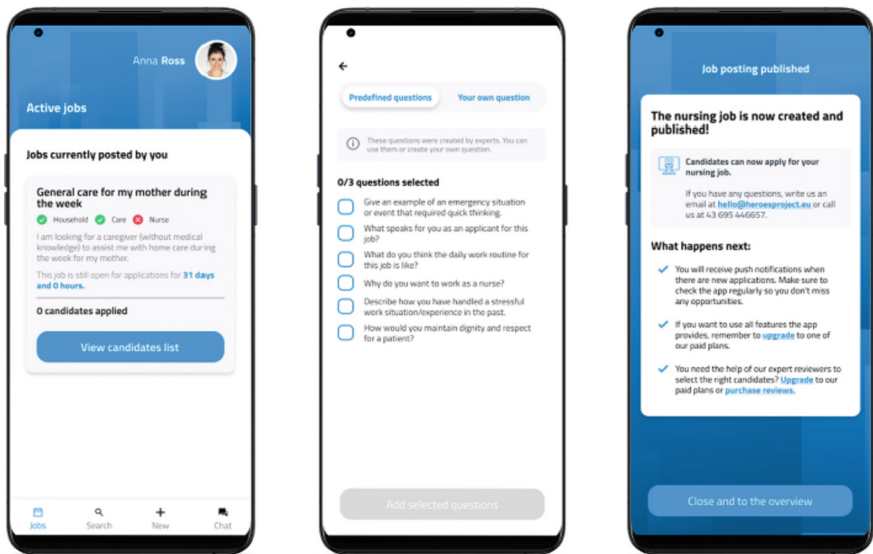 Anna Ross
Active jobs
Jobs currently posted by you
General care for my mother during
the week
Household
Care
Nurse
I am looking for a caregiver (without medical
knowledge) to assist me with home care during
the week for my mother.
This job is still open for applications for 31 days
and 0 hours.
0 candidates applied
View candidates list
Jobs
Search
New
Chat
Predefined questions
Your own question
These questions were created by experts. You can
use them or create your own question.
0/3 questions selected
Give an example of an emergency situation
or event that required quick thinking.
What speaks for you as an applicant for this
job?
What do you think the daily work routine for
this job is like?
Why do you want to work as a nurse?
Describe how you have handled a stressful
work situation/experience in the past.
How would you maintain dignity and respect
for a patient?
Add selected questions
Job posting published
The nursing job is now created and
published!
Candidates can now apply for your
nursing job.
If you have any questions, write us an
email at hello@heroesproject.eu or call
us at 43 695 446657.
What happens next:
You will receive push notifications when
there are new applications. Make sure to
check the app regularly so you don't miss
any opportunities.
If you want to use all features the app
provides, remember to upgrade to one of
our paid plans.
You need the help of our expert reviewers to
select the right candidates? Upgrade to our
paid plans or purchase reviews.
Close and to the overview